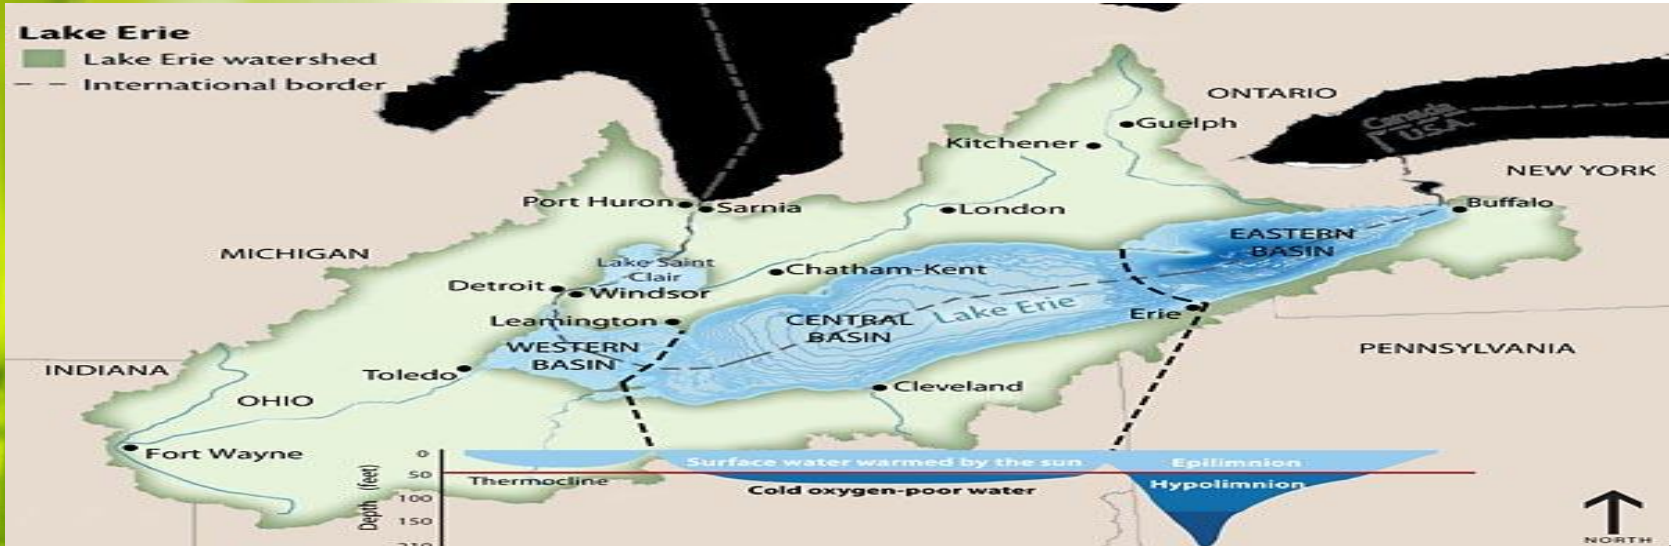 Lake Erie
Lake Erie watershed
International border
ONTARIO
Canada
U.S.A.
Guelph
Kitchener
NEW YORK
Port Huron
Sarnia
London
Buffalo
MICHIGAN
EASTERN
BASIN
Lake Saint
Clair
Chatham-Kent
Detroit
Windsor
Lake Erie
Erie
Leamington
CENTRAL
BASIN
WESTERN
BASIN
PENNSYLVANIA
INDIANA
Toledo
Cleveland
OHIO
Fort Wayne
Depth (feet)
0
50
100
150
210
Surface water warmed by the sun
Epilimnion
Thermocline
Cold oxygen-poor water
Hypolimnion
NORTH